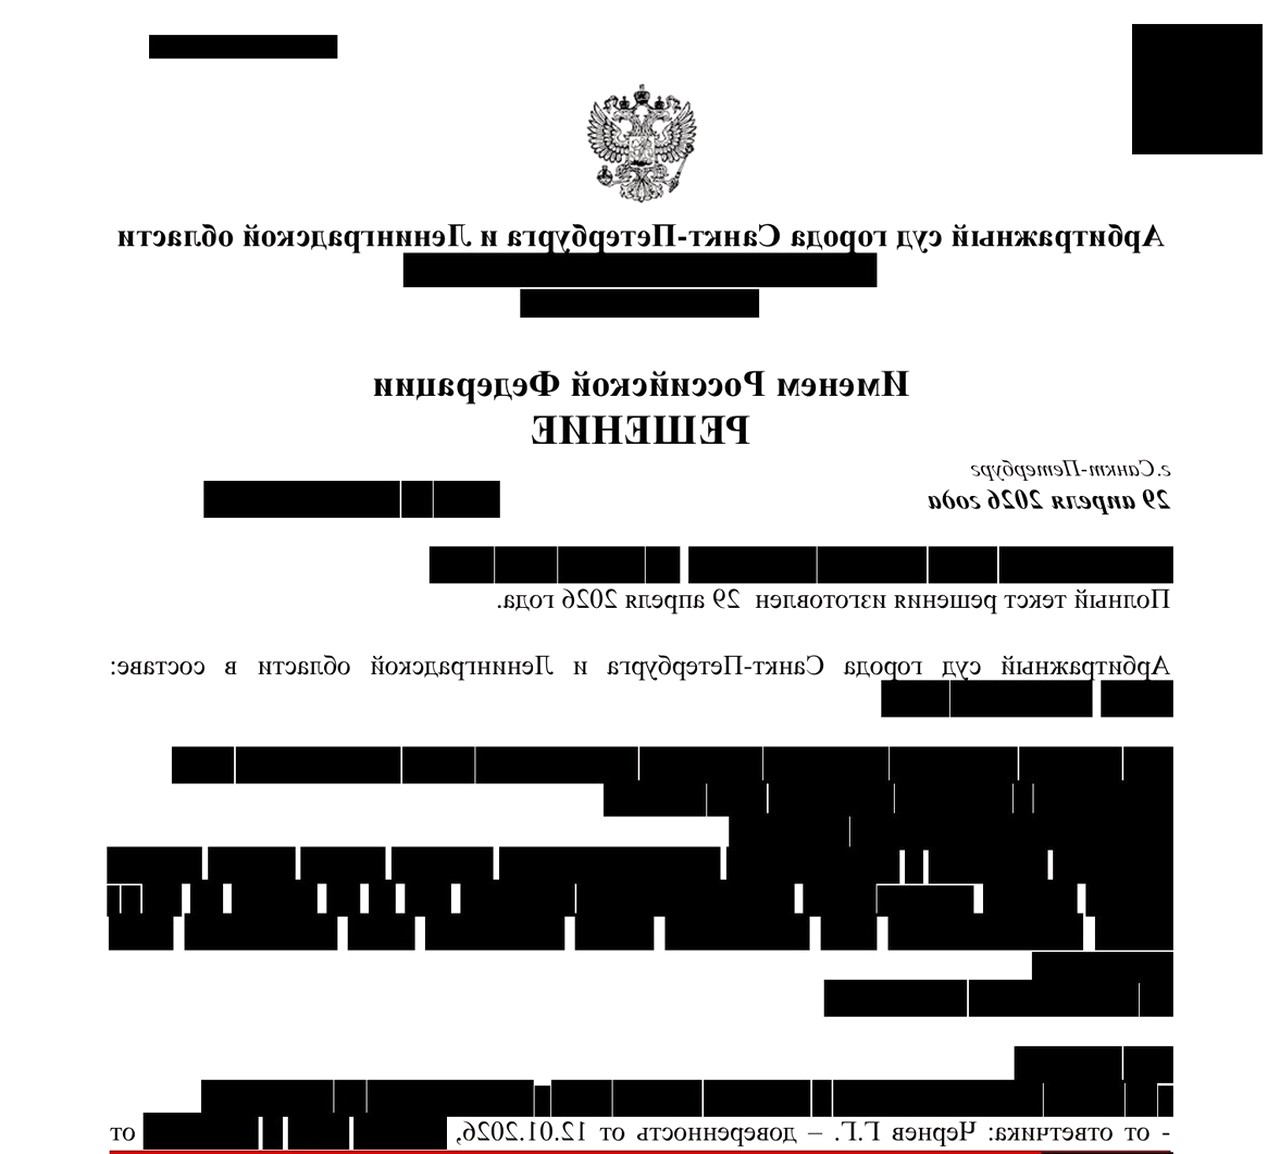 Арбитражный суд города Санкт-Петербурга и Ленинградской области
Именем Российской Федерации
РЕШЕНИЕ
г.Санкт-Петербург
29 апреля 2026 года
Полный текст решения изготовлен 29 апреля 2026 года.
Арбитражный суд города Санкт-Петербурга и Ленинградской области в составе:
- от ответчика: Чернев Г.Г. – доверенность от 12.01.2026, от